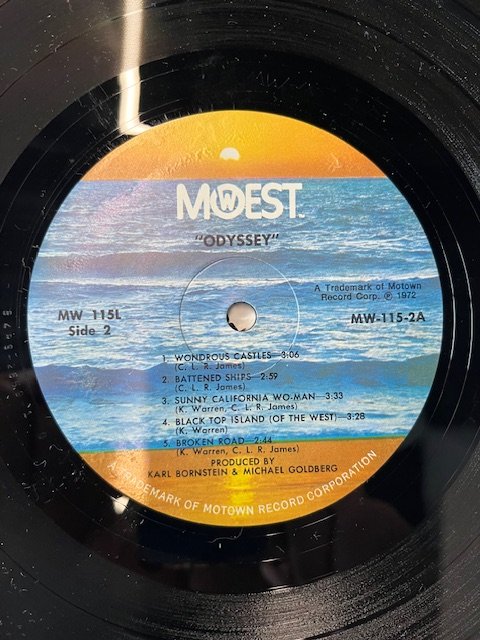 MOWEST™
"ODYSSEY"
A Trademark of Motown
Record Corp. ℗ 1972
MW 115L
Side 2
MW-115-2A
1. WONDROUS CASTLES—3:06
(C. L. R. James)
2. BATTENED SHIPS—2:59
(C. L. R. James)
3. SUNNY CALIFORNIA WO-MAN—3:33
(K. Warren, C. L. R. James)
4. BLACK TOP ISLAND (OF THE WEST)—3:28
(K. Warren)
5. BROKEN ROAD—2:44
(K. Warren, C. L. R. James)
PRODUCED BY
KARL BORNSTEIN & MICHAEL GOLDBERG
A TRADEMARK OF MOTOWN RECORD CORPORATION